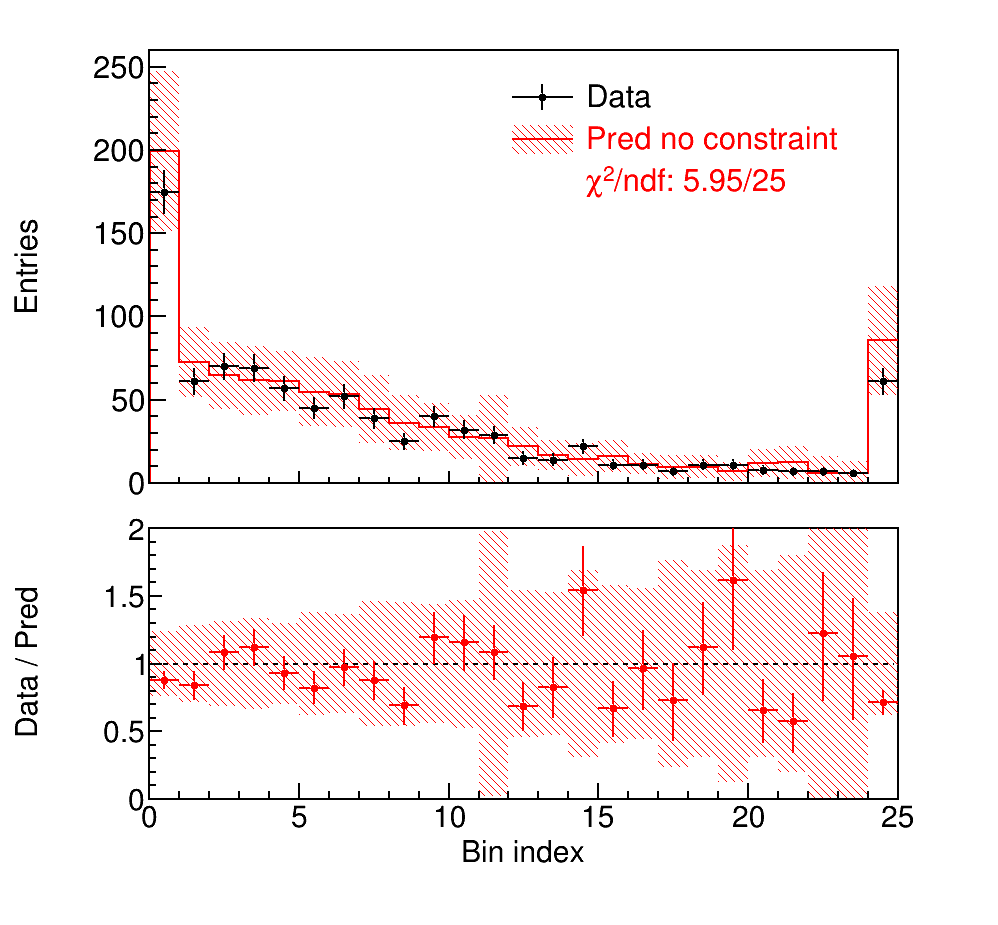 250
200
150
100
50
0
Entries
Data
Pred no constraint
χ²/ndf: 5.95/25
2
1.5
1
0.5
0
Data / Pred
0 5 10 15 20 25
Bin index